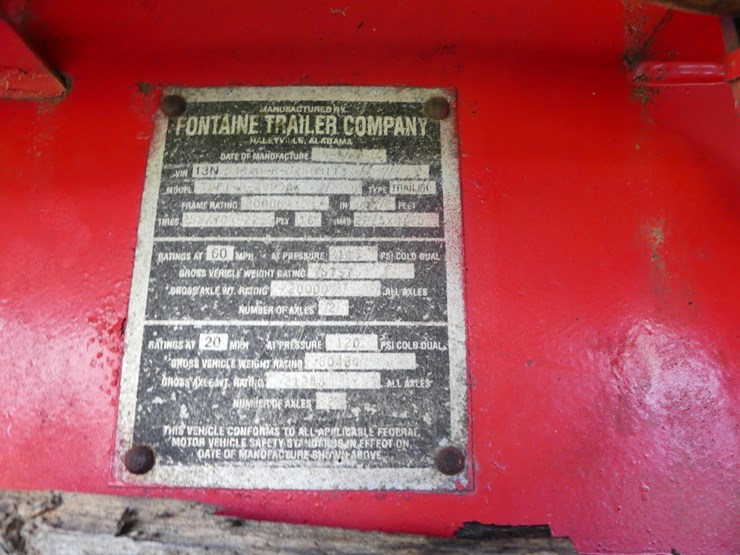 MANUFACTURED BY
FONTAINE TRAILER COMPANY
HALEYVILLE, ALABAMA
DATE OF MANUFACTURE
VIN 13N
MODEL TYPE TRAILER
FRAME RATING IN FEET
TIRES PLY RIMS
RATINGS AT 60 MPH AT PRESSURE PSI COLD DUAL
GROSS VEHICLE WEIGHT RATING
GROSS AXLE WT. RATING 20000 ALL AXLES
NUMBER OF AXLES 2
RATINGS AT 20 MPH AT PRESSURE 120 PSI COLD DUAL
GROSS VEHICLE WEIGHT RATING
GROSS AXLE WT. RATING ALL AXLES
NUMBER OF AXLES
THIS VEHICLE CONFORMS TO ALL APPLICABLE FEDERAL
MOTOR VEHICLE SAFETY STANDARDS IN EFFECT ON
DATE OF MANUFACTURE SHOWN ABOVE